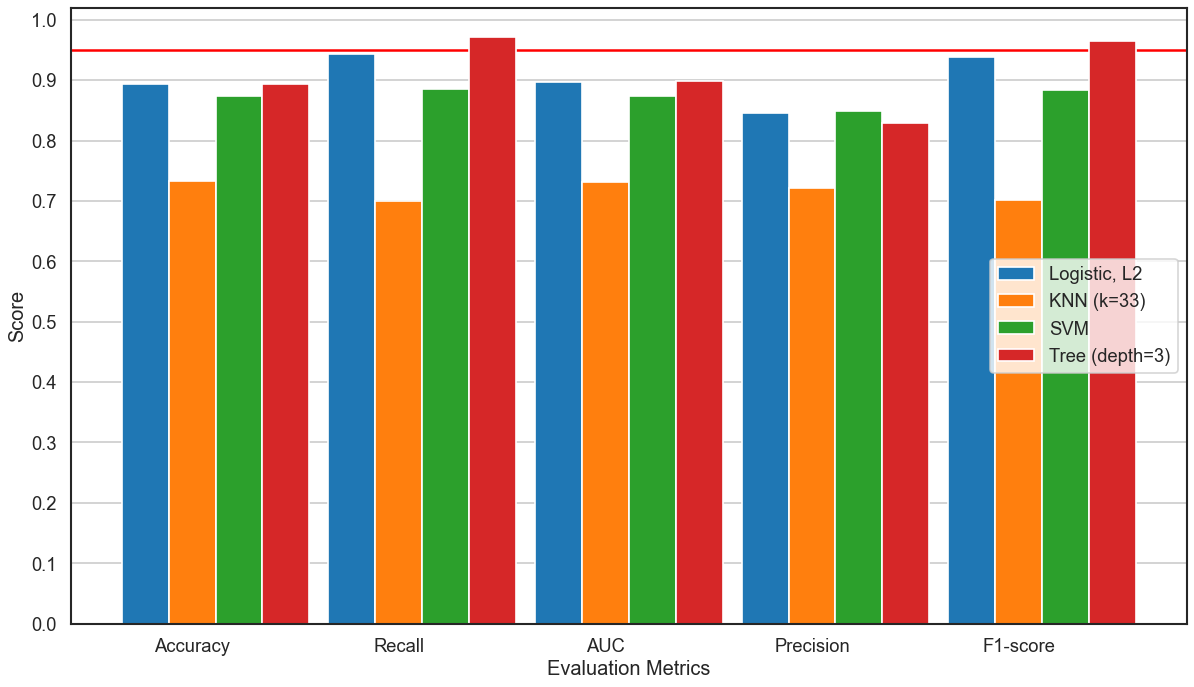 1.0
0.9
0.8
0.7
0.6
0.5
0.4
0.3
0.2
0.1
0.0
Score
Logistic, L2
KNN (k=33)
SVM
Tree (depth=3)
Accuracy
Recall
AUC
Precision
F1-score
Evaluation Metrics